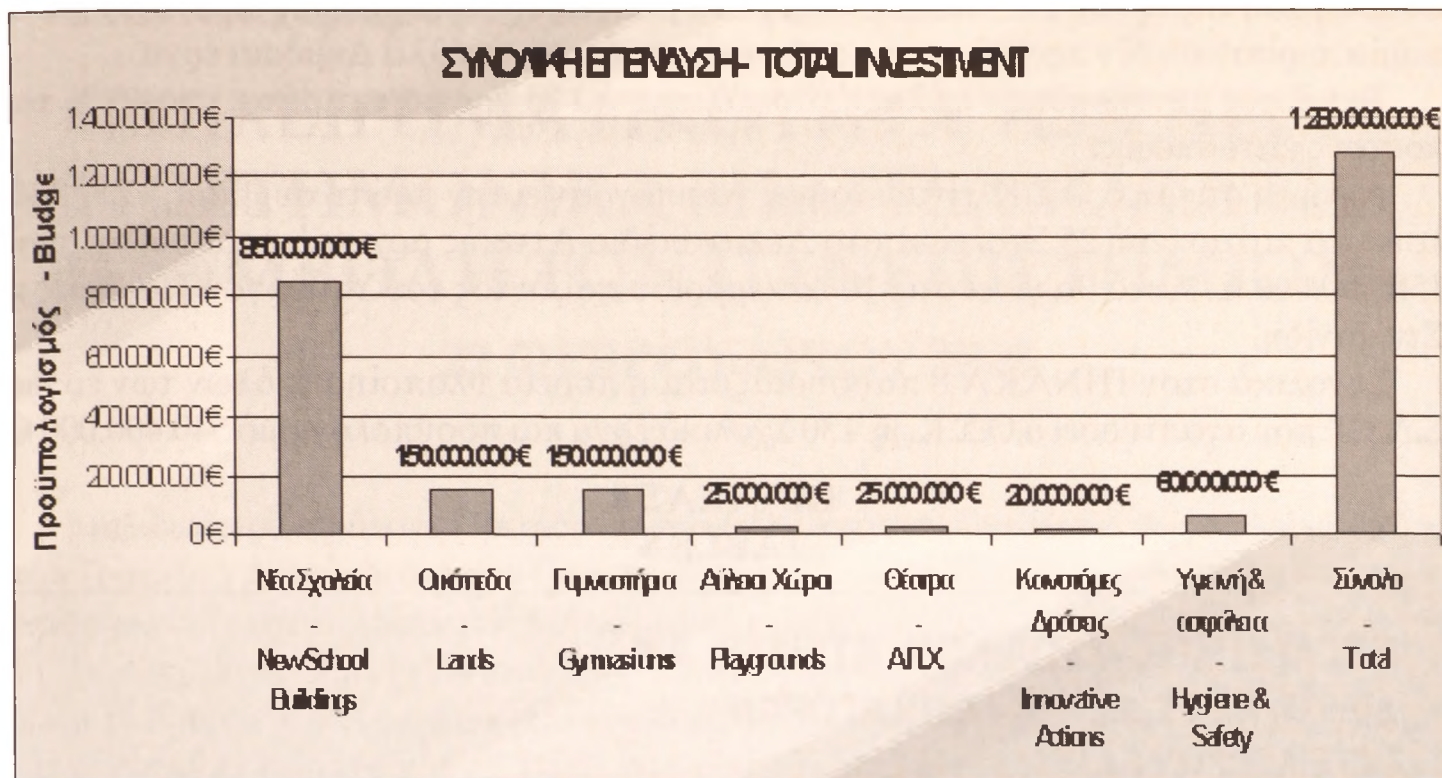 ΣΥΝΟΛΙΚΗ ΕΠΕΝΔΥΣΗ - TOTAL INVESTMENT
Προϋπολογισμός - Budget
1.400.000.000 €
1.200.000.000 €
1.000.000.000 €
800.000.000 €
600.000.000 €
400.000.000 €
200.000.000 €
0 €
850.000.000 €
150.000.000 €
150.000.000 €
25.000.000 €
25.000.000 €
20.000.000 €
60.000.000 €
1.280.000.000 €
Νέα Σχολεία
-
New School
Buildings
Οικόπεδα
-
Lands
Γυμναστήρια
-
Gymnasiums
Αύλειοι Χώροι
-
Playgrounds
Θέατρα
-
Α.Π.Χ.
Καινοτόμες
Δράσεις
-
Innovative
Actions
Υγιεινή &
ασφάλεια
-
Hygiene &
Safety
Σύνολο
-
Total